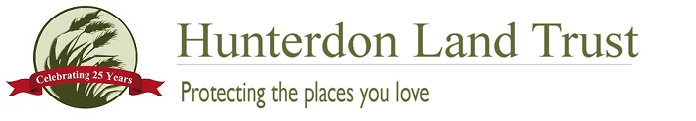 Celebrating 25 Years
Hunterdon Land Trust
Protecting the places you love